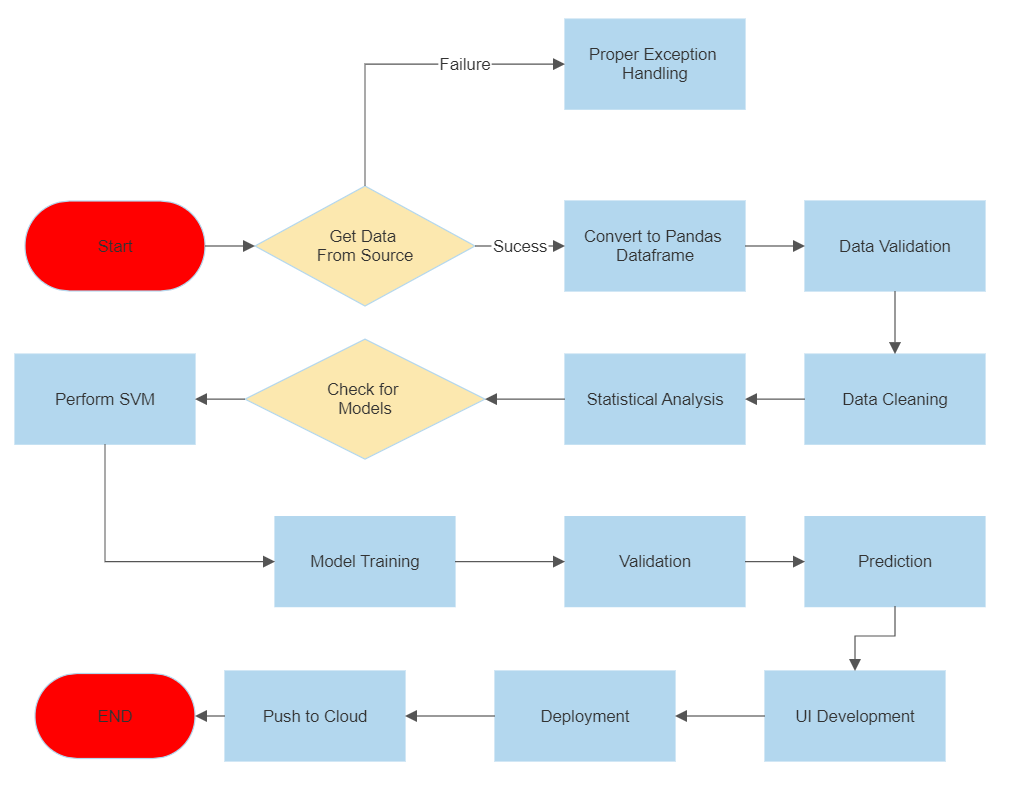 Failure
Proper Exception
Handling
Start
Get Data
From Source
Sucess
Convert to Pandas
Dataframe
Data Validation
Perform SVM
Check for
Models
Statistical Analysis
Data Cleaning
Model Training
Validation
Prediction
END
Push to Cloud
Deployment
UI Development